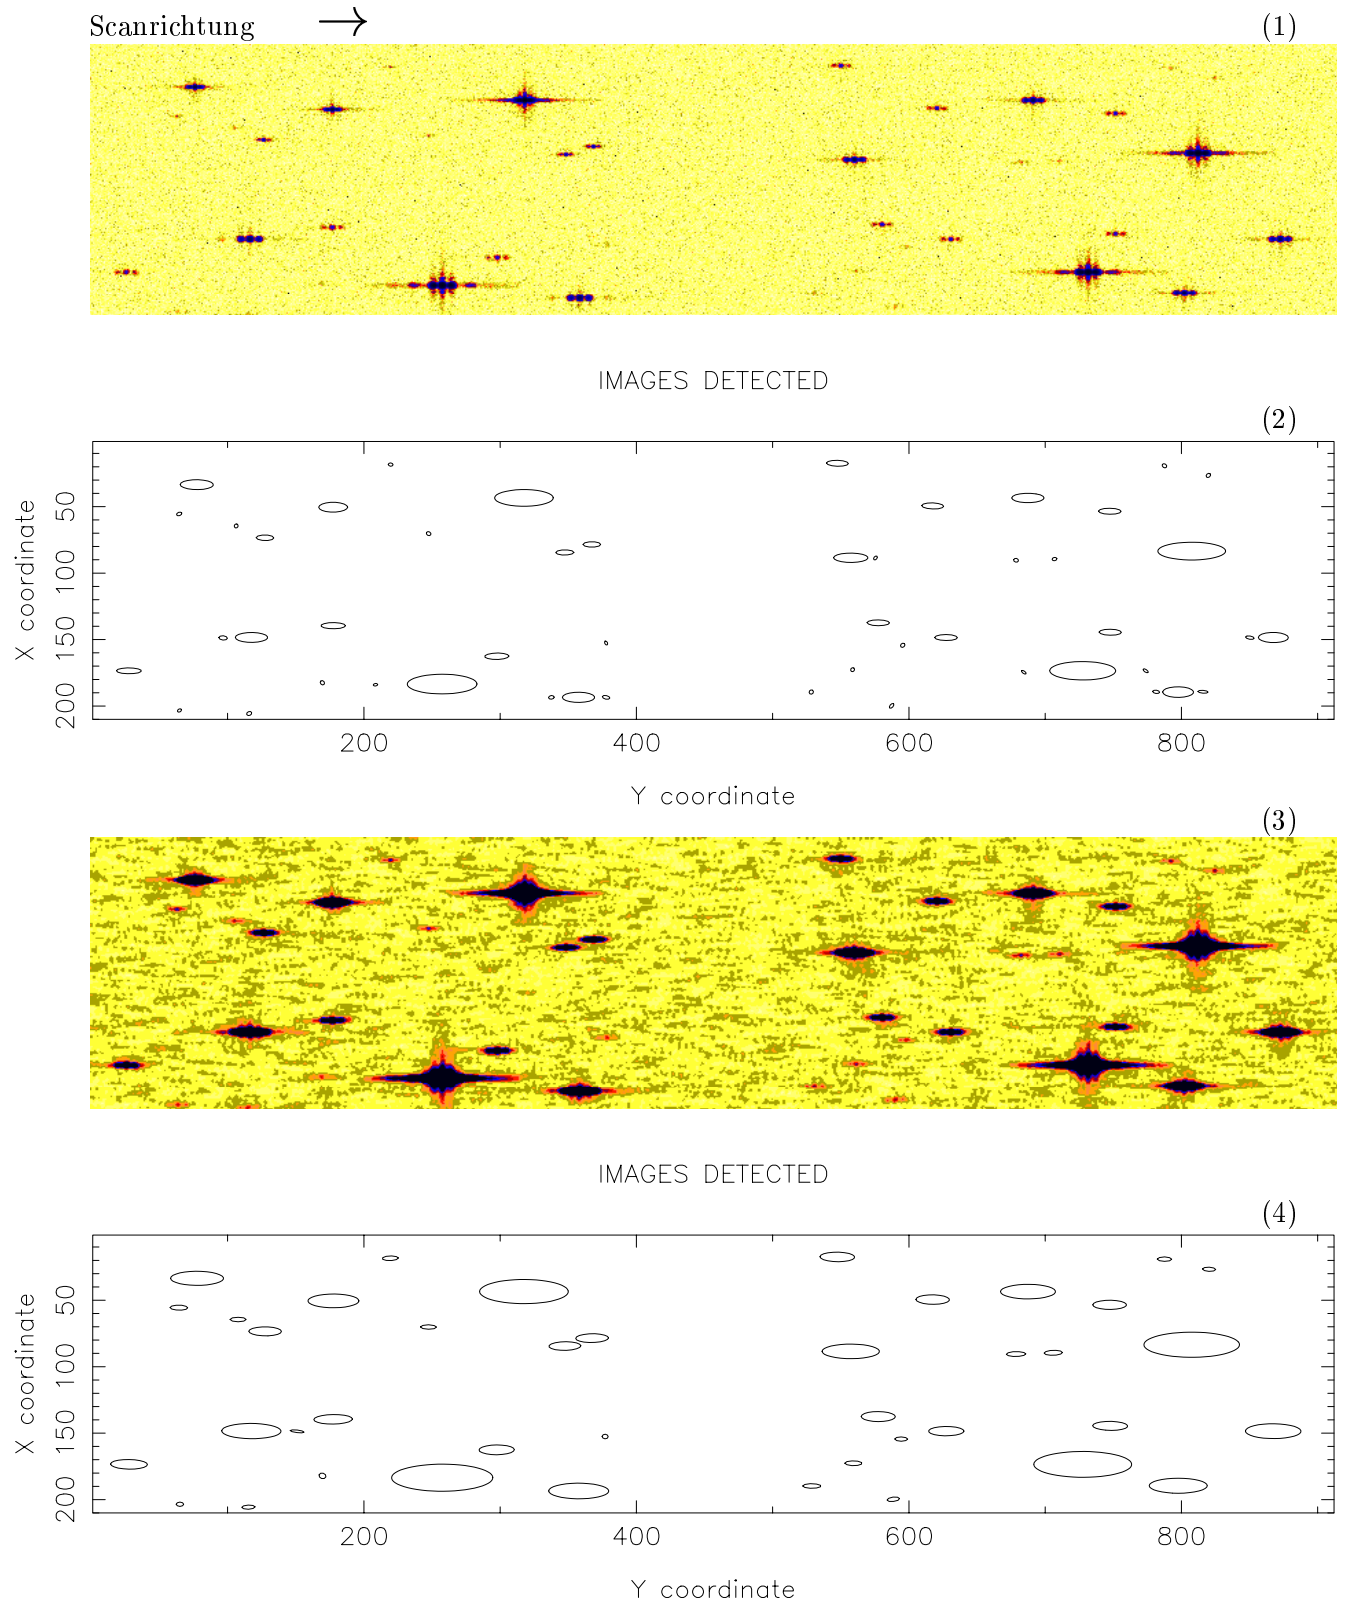 Scanrichtung → (1)
IMAGES DETECTED
(2)
X coordinate
50
100
150
200
200 400 600 800
Y coordinate
(3)
IMAGES DETECTED
(4)
X coordinate
50
100
150
200
200 400 600 800
Y coordinate